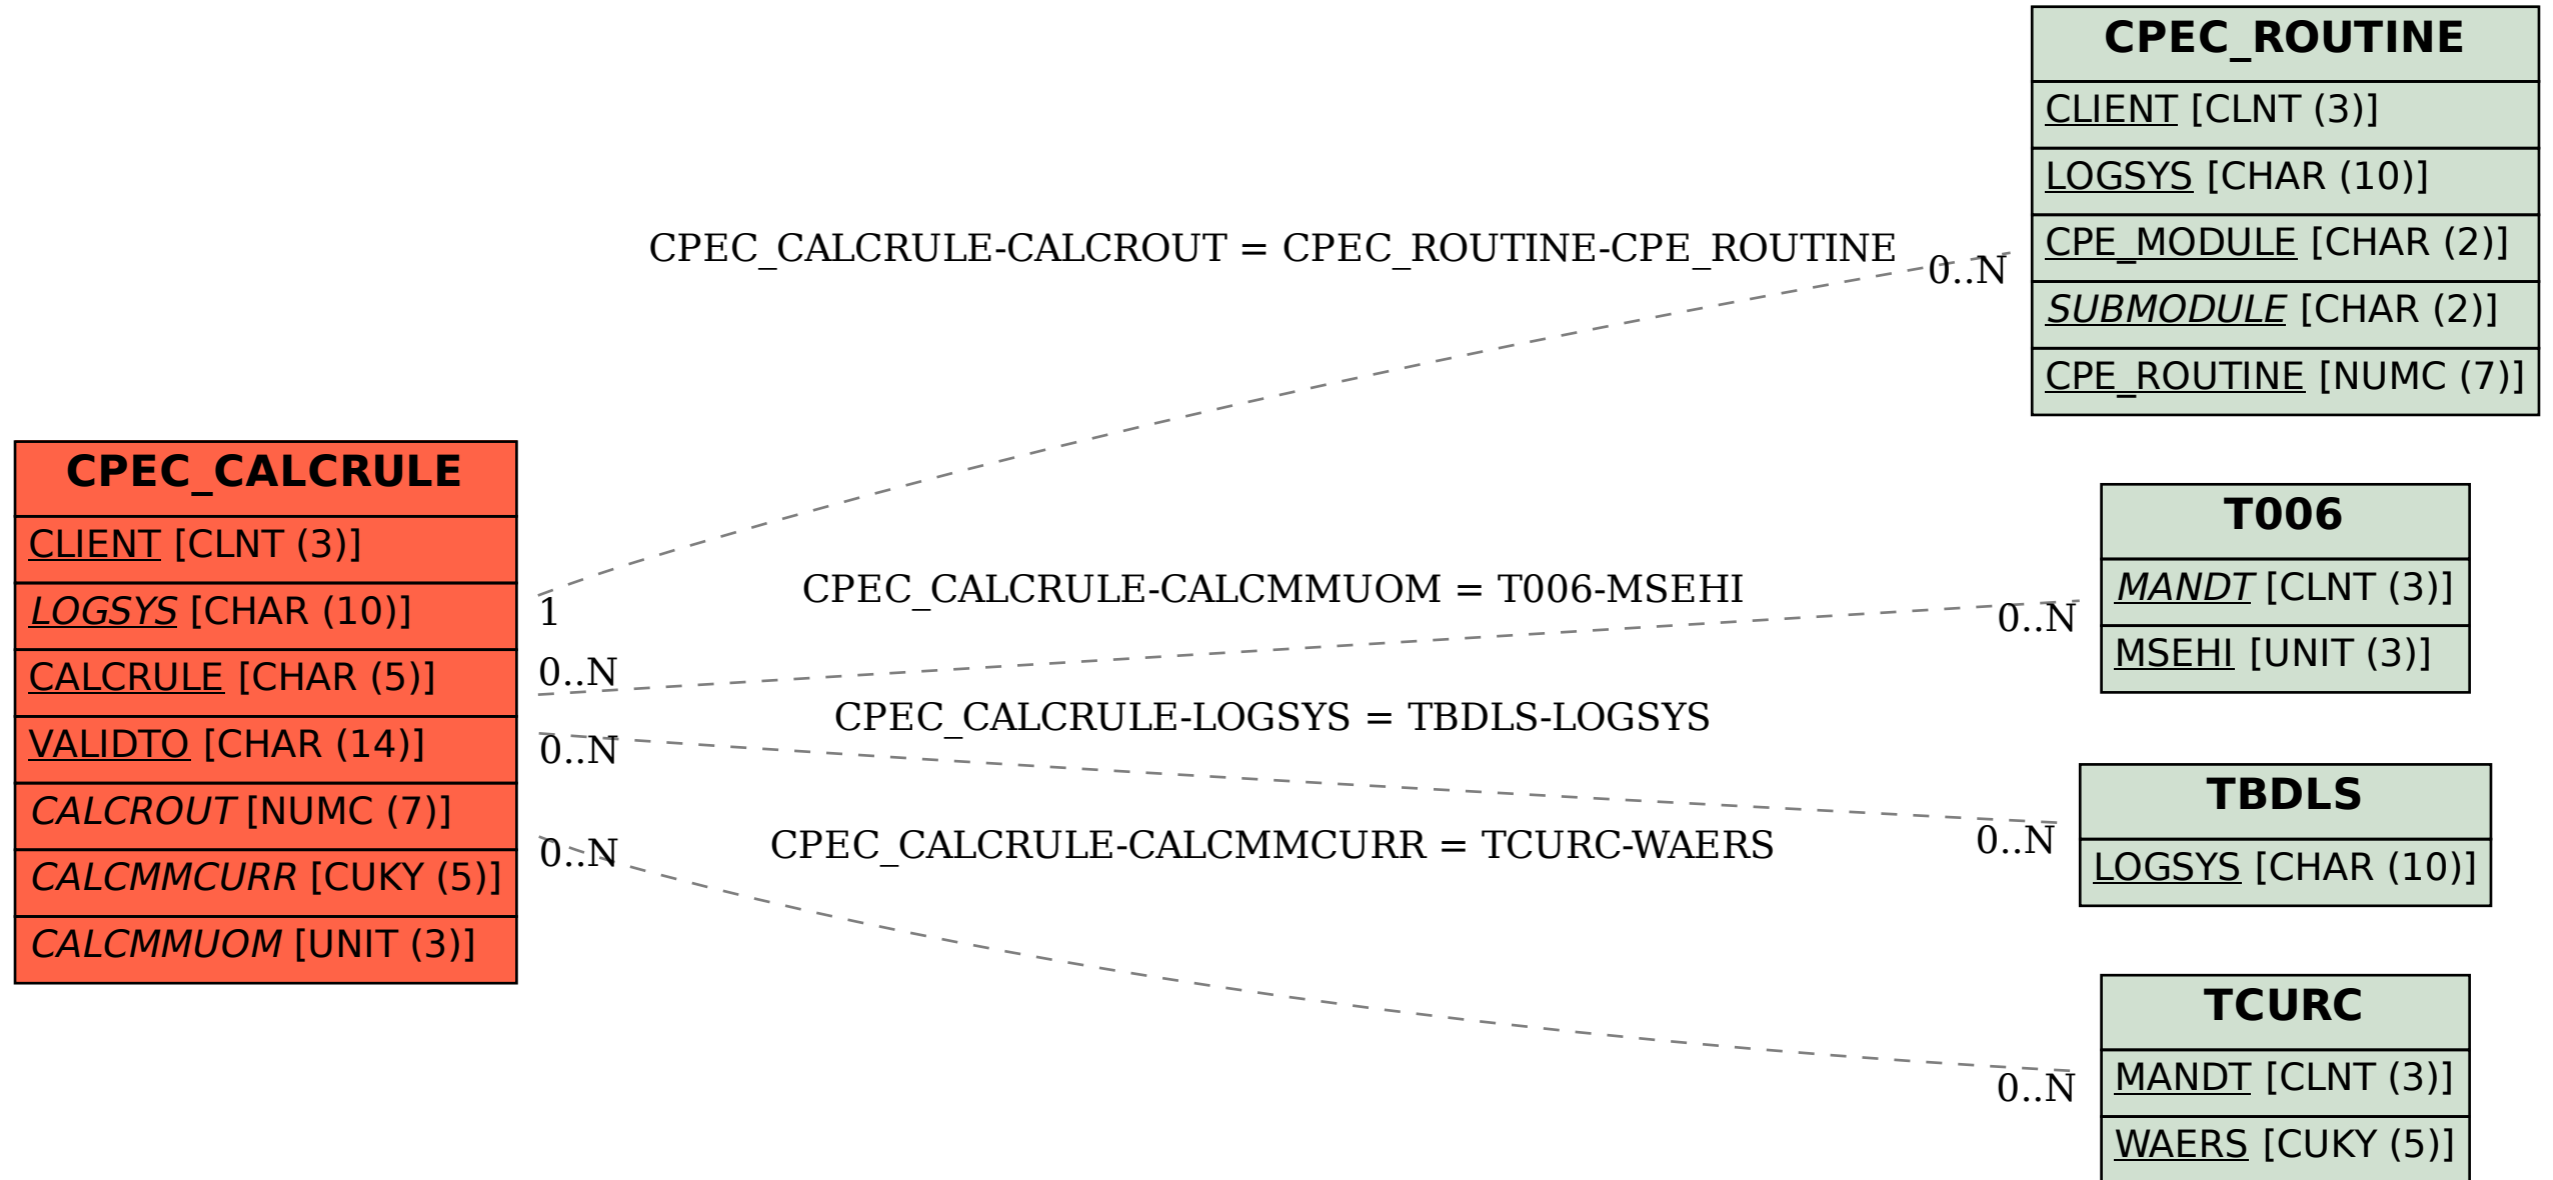 CPEC_ROUTINE
CLIENT [CLNT (3)]
LOGSYS [CHAR (10)]
CPE_MODULE [CHAR (2)]
SUBMODULE [CHAR (2)]
CPE_ROUTINE [NUMC (7)]
CPEC_CALCRULE-CALCROUT = CPEC_ROUTINE-CPE_ROUTINE
0..N
CPEC_CALCRULE
CLIENT [CLNT (3)]
LOGSYS [CHAR (10)]
CALCRULE [CHAR (5)]
VALIDTO [CHAR (14)]
CALCROUT [NUMC (7)]
CALCMMCURR [CUKY (5)]
CALCMMUOM [UNIT (3)]
1
CPEC_CALCRULE-CALCMMUOM = T006-MSEHI
0..N
0..N
T006
MANDT [CLNT (3)]
MSEHI [UNIT (3)]
CPEC_CALCRULE-LOGSYS = TBDLS-LOGSYS
0..N
0..N
TBDLS
LOGSYS [CHAR (10)]
CPEC_CALCRULE-CALCMMCURR = TCURC-WAERS
0..N
0..N
TCURC
MANDT [CLNT (3)]
WAERS [CUKY (5)]